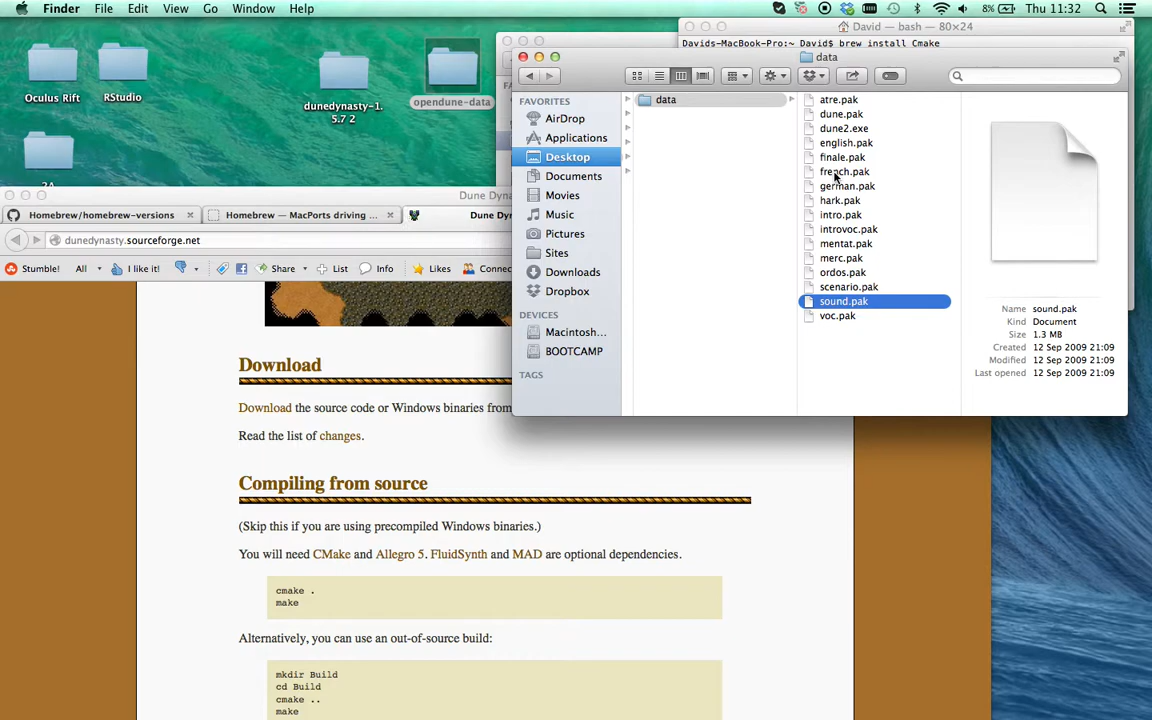 Finder File Edit View Go Window Help 8% Thu 11:32
Oculus Rift
RStudio
dunedynasty-1.
5.7 2
opendune-data
David — bash — 80×24
Davids-MacBook-Pro:~ David$ brew install Cmake
data
FAVORITES
AirDrop
Applications
Desktop
Documents
Movies
Music
Pictures
Sites
Downloads
Dropbox
DEVICES
Macintosh...
BOOTCAMP
TAGS
data
atre.pak
dune.pak
dune2.exe
english.pak
finale.pak
french.pak
german.pak
hark.pak
intro.pak
introvoc.pak
mentat.pak
merc.pak
ordos.pak
scenario.pak
sound.pak
voc.pak
Name sound.pak
Kind Document
Size 1.3 MB
Created 12 Sep 2009 21:09
Modified 12 Sep 2009 21:09
Last opened 12 Sep 2009 21:09
Dune Dy
Homebrew/homebrew-versions
Homebrew — MacPorts driving ...
Dune Dyn
dunedynasty.sourceforge.net
Stumble! All I like it! Share List Info Likes Connec
Download
Download the source code or Windows binaries from
Read the list of changes.
Compiling from source
(Skip this if you are using precompiled Windows binaries.)
You will need CMake and Allegro 5. FluidSynth and MAD are optional dependencies.
cmake .
make
Alternatively, you can use an out-of-source build:
mkdir Build
cd Build
cmake ..
make